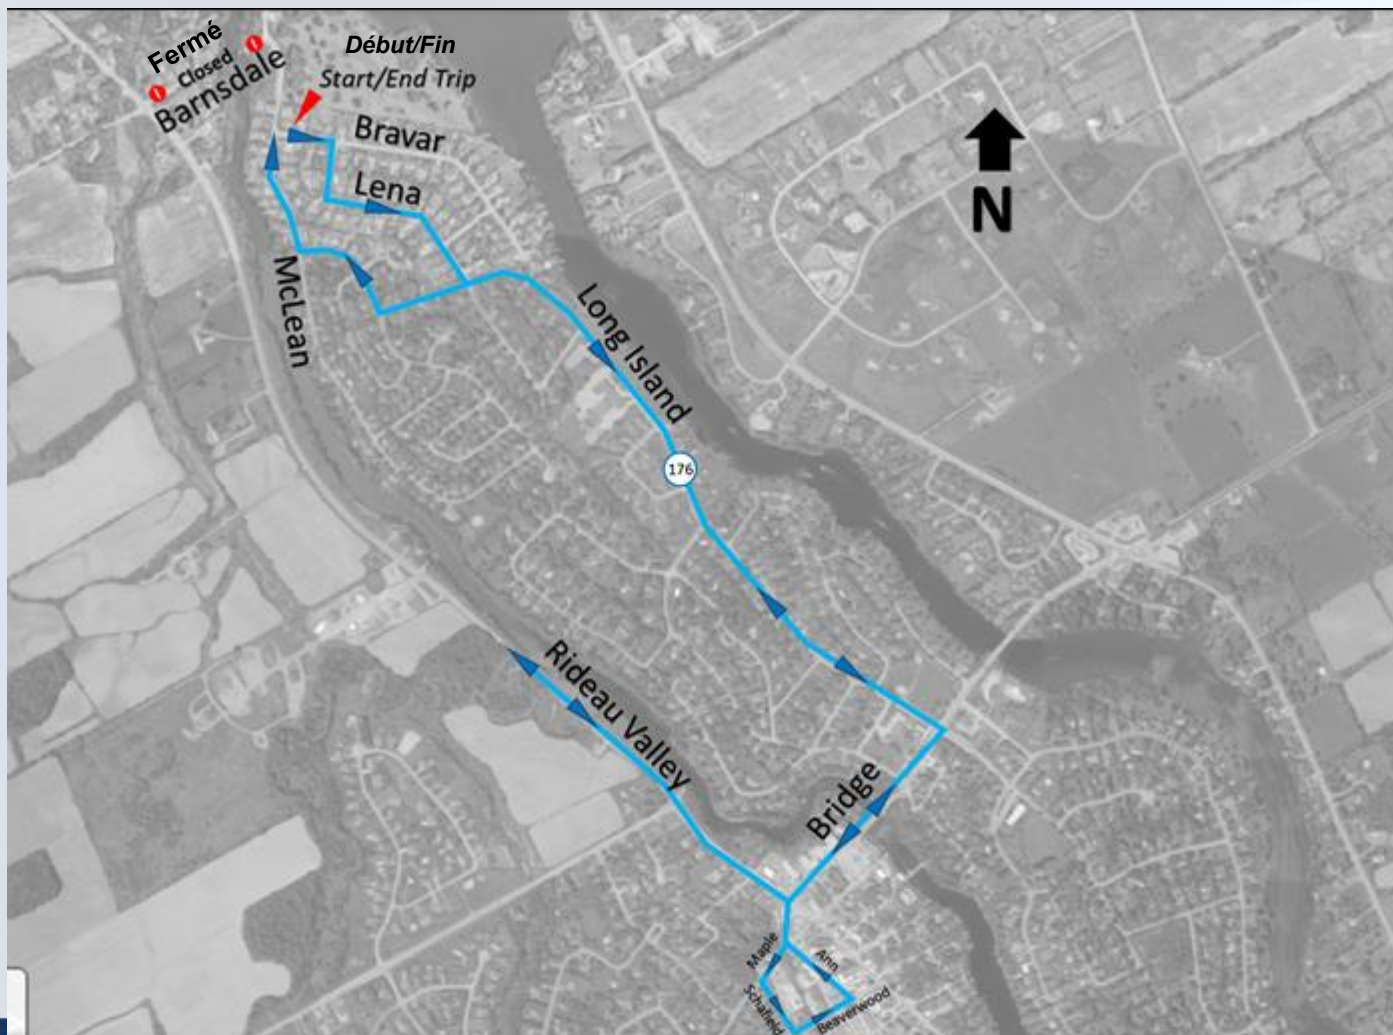 Fermé
Closed
Barnsdale
Début/Fin
Start/End Trip
Bravar
Lena
N
McLean
Long Island
176
Rideau Valley
Bridge
Maple
Ann
Schafield
Beaverwood